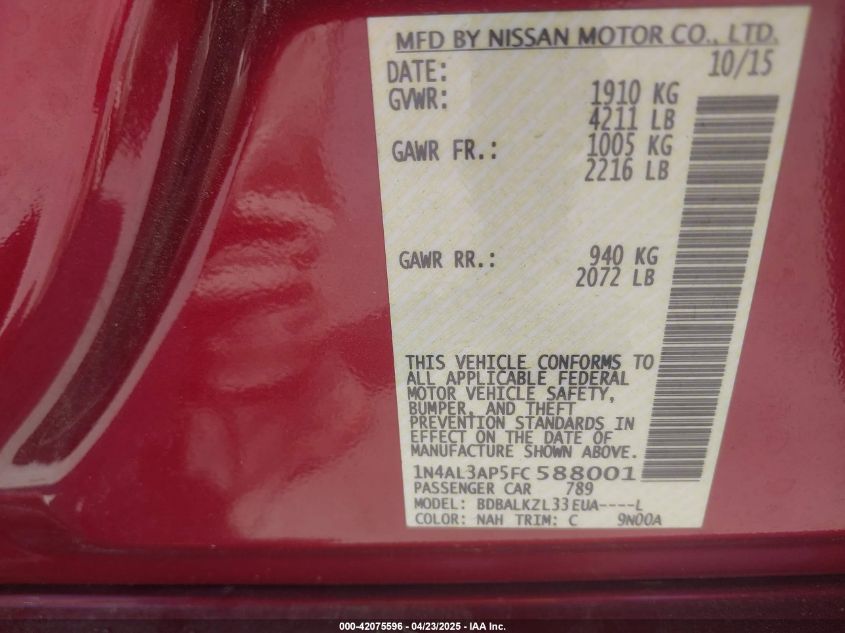 MFD BY NISSAN MOTOR CO., LTD.
DATE: 10/15
GVWR: 1910 KG
4211 LB
GAWR FR.: 1005 KG
2216 LB
GAWR RR.: 940 KG
2072 LB
THIS VEHICLE CONFORMS TO
ALL APPLICABLE FEDERAL
MOTOR VEHICLE SAFETY,
BUMPER, AND THEFT
PREVENTION STANDARDS IN
EFFECT ON THE DATE OF
MANUFACTURE SHOWN ABOVE.
1N4AL3AP5FC588001
PASSENGER CAR 789
MODEL: BDBALKZL33EUA----L
COLOR: NAH TRIM: C 9N00A
000-42075596 - 04/23/2025 - IAA Inc.